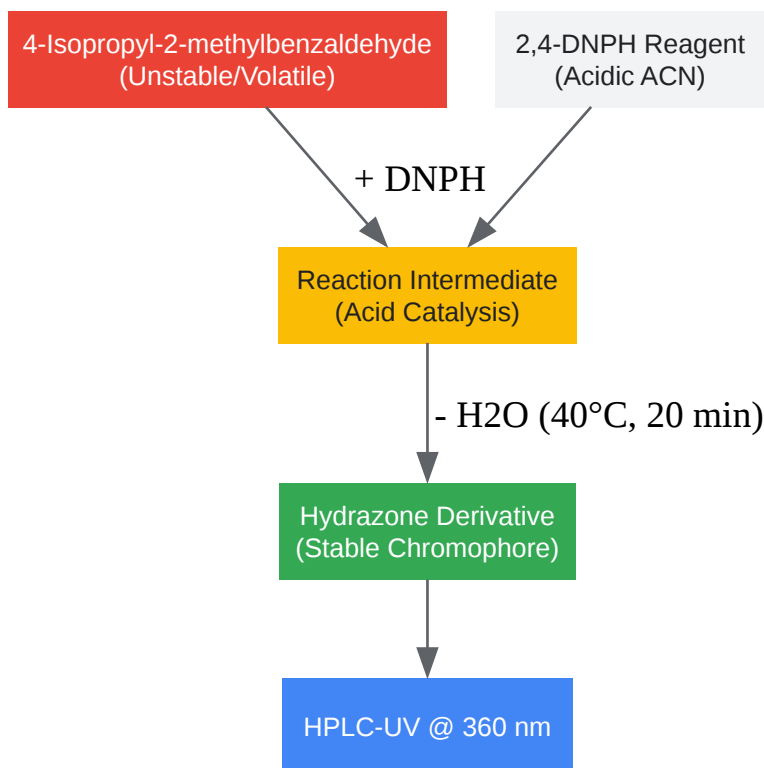 4-Isopropyl-2-methylbenzaldehyde
(Unstable/Volatile)
2,4-DNPH Reagent
(Acidic ACN)
+ DNPH
Reaction Intermediate
(Acid Catalysis)
- H2O (40°C, 20 min)
Hydrazone Derivative
(Stable Chromophore)
HPLC-UV @ 360 nm